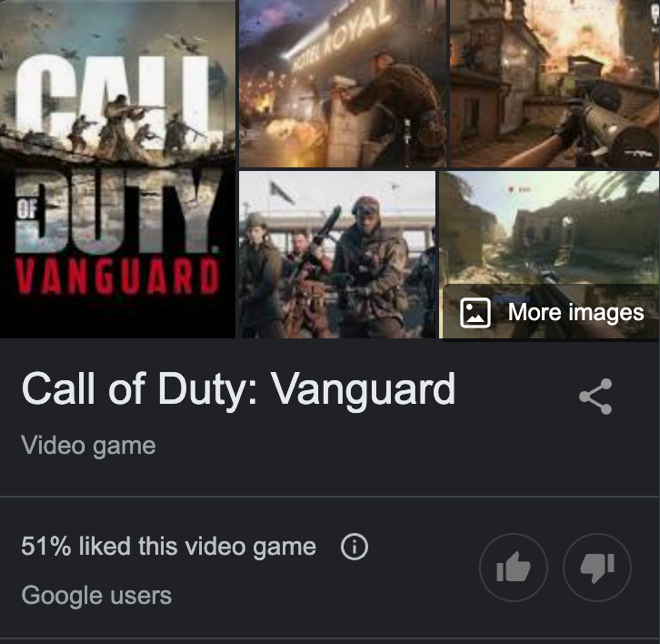 CALL
OF DUTY.
VANGUARD
HOTEL ROYAL
More images
Call of Duty: Vanguard
Video game
51% liked this video game
Google users